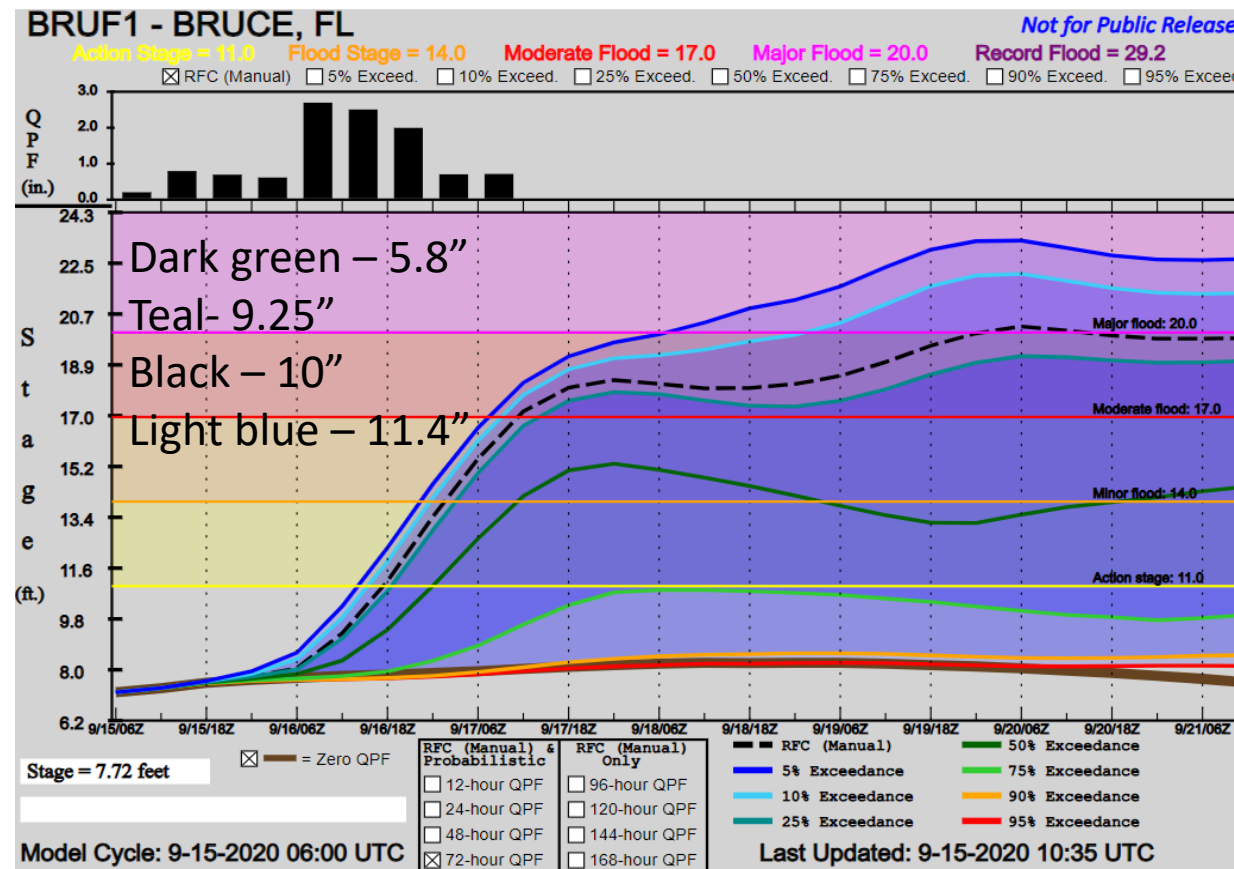 BRUF1 - BRUCE, FL Not for Public Release
Action Stage = 11.0 Flood Stage = 14.0 Moderate Flood = 17.0 Major Flood = 20.0 Record Flood = 29.2
RFC (Manual) 5% Exceed. 10% Exceed. 25% Exceed. 50% Exceed. 75% Exceed. 90% Exceed. 95% Exceed
QPF (in.)
3.0
2.0
1.0
0.0
Stage (ft.)
24.3
22.5
20.7
18.9
17.0
15.2
13.4
11.6
9.8
8.0
6.2
Dark green – 5.8”
Teal- 9.25”
Black – 10”
Light blue – 11.4”
Major flood: 20.0
Moderate flood: 17.0
Minor flood: 14.0
Action stage: 11.0
9/15/06Z 9/15/18Z 9/16/06Z 9/16/18Z 9/17/06Z 9/17/18Z 9/18/06Z 9/18/18Z 9/19/06Z 9/19/18Z 9/20/06Z 9/20/18Z 9/21/06Z
= Zero QPF
Stage = 7.72 feet
RFC (Manual) & Probabilistic
12-hour QPF
24-hour QPF
48-hour QPF
72-hour QPF
RFC (Manual) Only
96-hour QPF
120-hour QPF
144-hour QPF
168-hour QPF
RFC (Manual)
5% Exceedance
10% Exceedance
25% Exceedance
50% Exceedance
75% Exceedance
90% Exceedance
95% Exceedance
Model Cycle: 9-15-2020 06:00 UTC
Last Updated: 9-15-2020 10:35 UTC